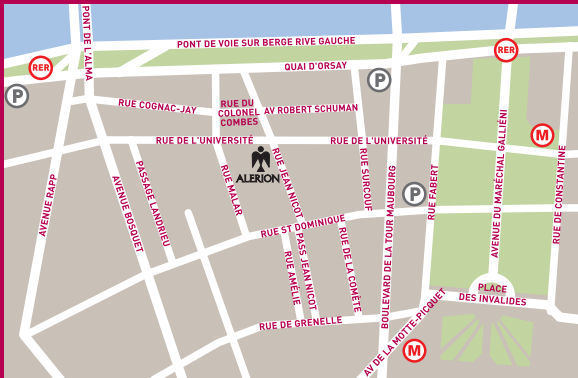 PONT DE L'ALMA
PONT DE VOIE SUR BERGE RIVE GAUCHE
RER
RER
QUAI D'ORSAY
P
P
RUE COGNAC-JAY
RUE DU
COLONEL
COMBES
AV ROBERT SCHUMAN
M
RUE DE L'UNIVERSITÉ
RUE DE L'UNIVERSITÉ
ALERION
AVENUE RAPP
AVENUE BOSQUET
PASSAGE LANDRIEU
RUE MALAR
RUE JEAN NICOT
RUE SURCOUF
BOULEVARD DE LA TOUR MAUBOURG
P
RUE FABERT
AVENUE DU MARÉCHAL GALLIÉNI
RUE DE CONSTANTINE
RUE ST DOMINIQUE
RUE AMÉLIE
PASS JEAN NICOT
RUE DE LA COMÈTE
PLACE
DES INVALIDES
RUE DE GRENELLE
AV DE LA MOTTE-PICQUET
M